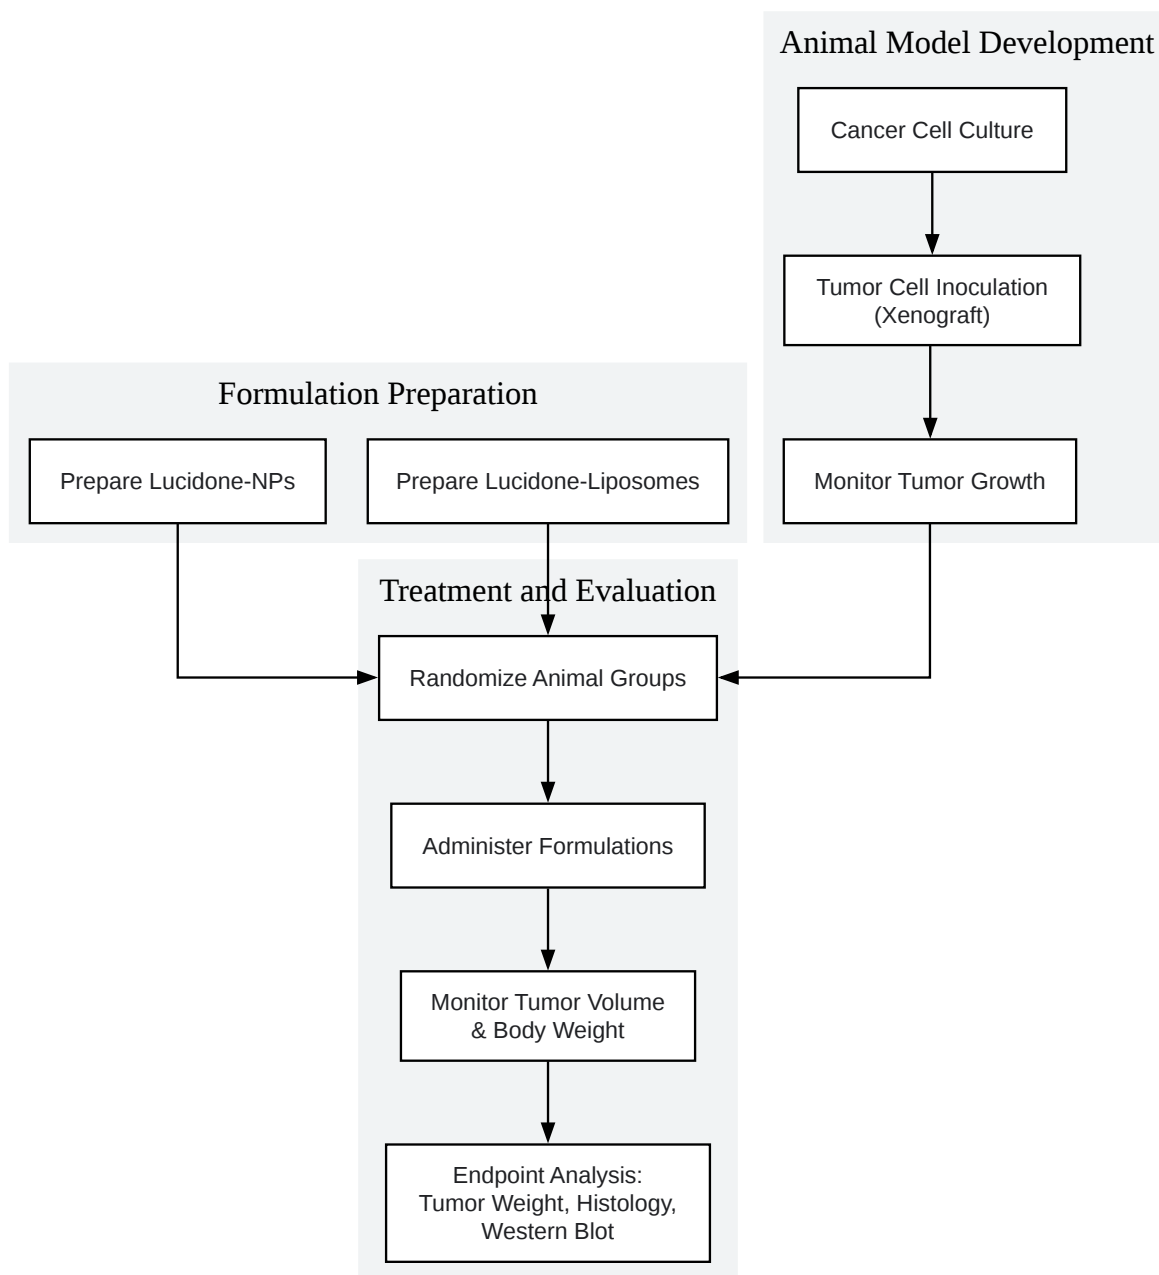 Animal Model Development
Cancer Cell Culture
Tumor Cell Inoculation
(Xenograft)
Formulation Preparation
Prepare Lucidone-NPs
Prepare Lucidone-Liposomes
Monitor Tumor Growth
Treatment and Evaluation
Randomize Animal Groups
Administer Formulations
Monitor Tumor Volume
& Body Weight
Endpoint Analysis:
Tumor Weight, Histology,
Western Blot